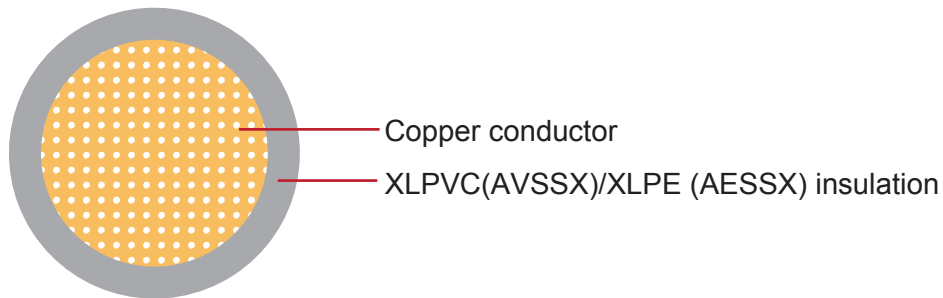 Copper conductor
XLPVC(AVSSX)/XLPE (AESSX) insulation